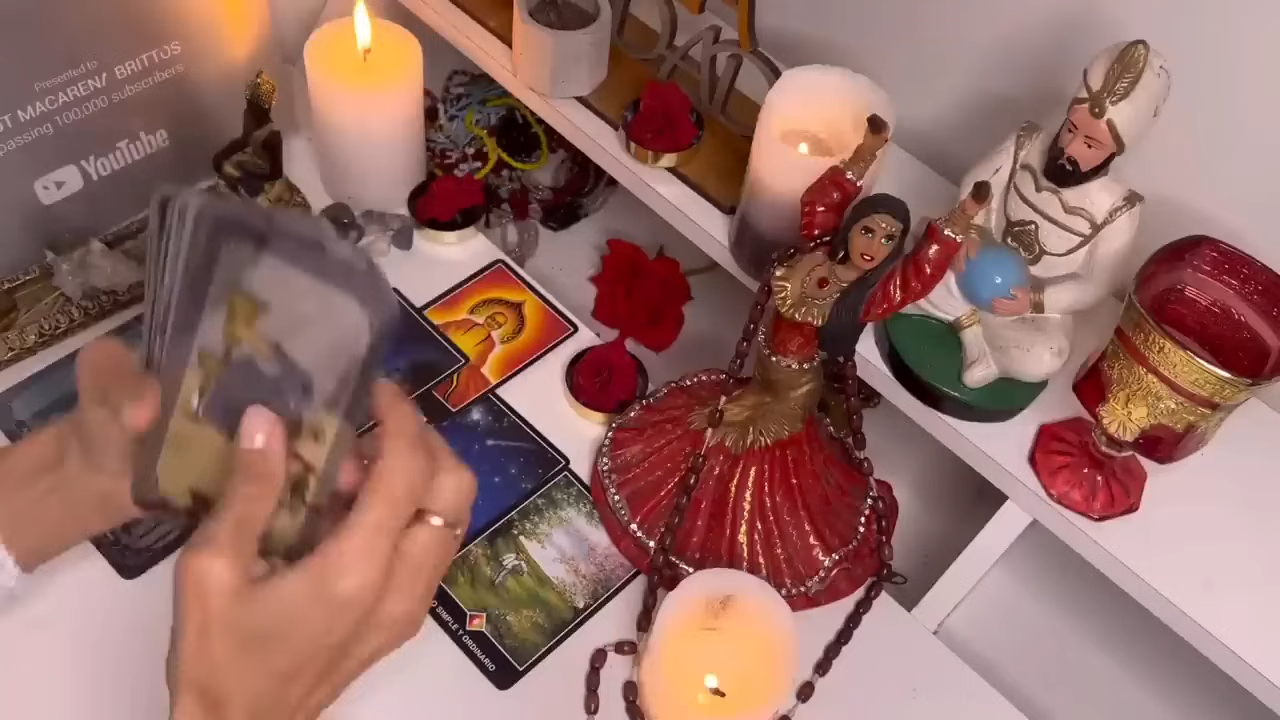 Presented to
T MACAREN/ BRITTOS
passing 100,000 subscribers
YouTube
O SIMPLE Y ORDINARIO